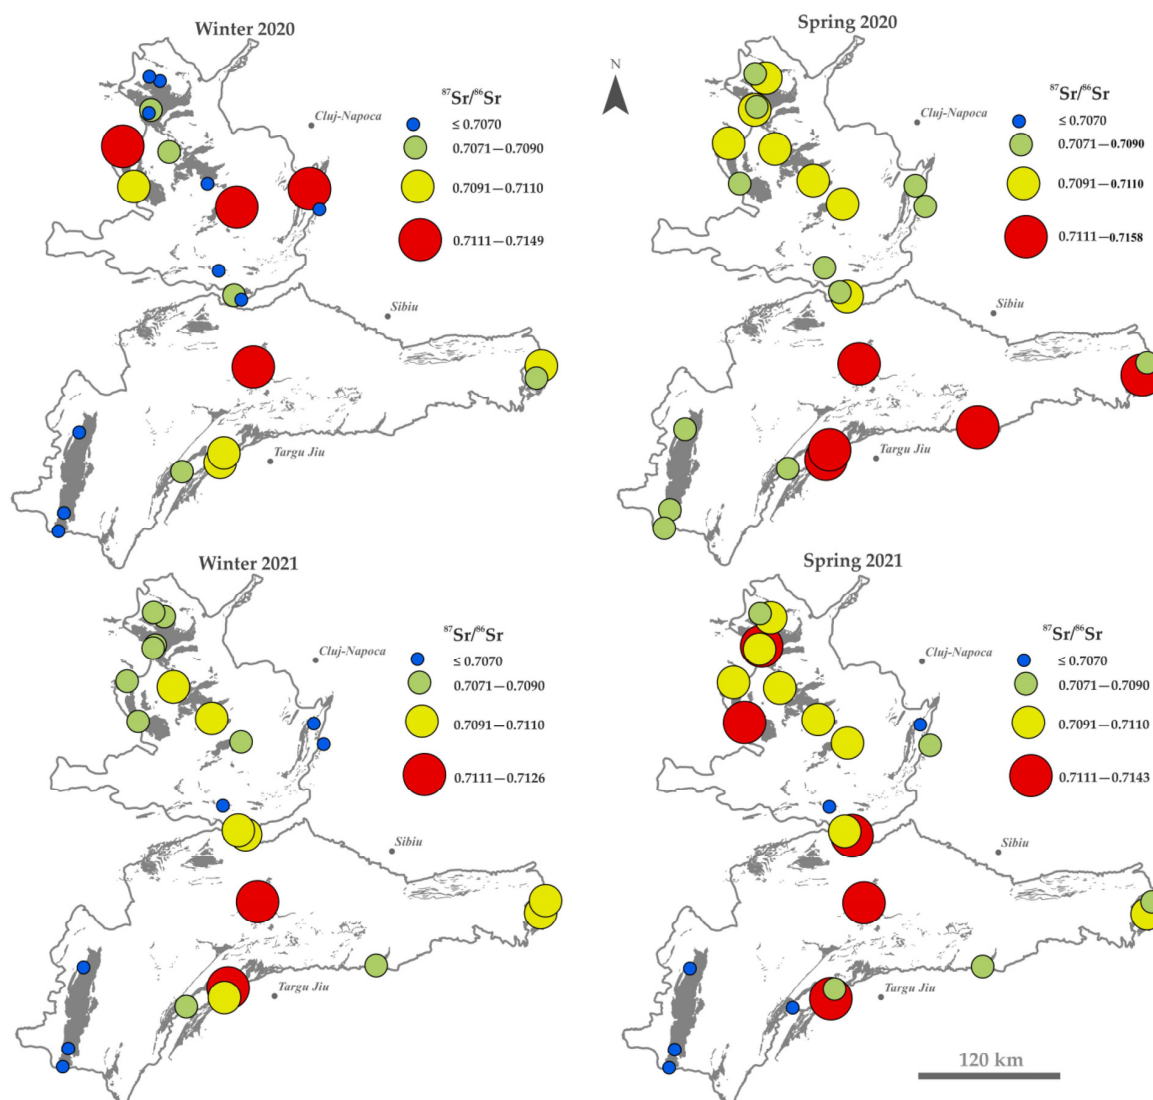 Winter 2020
87Sr/86Sr
≤ 0.7070
0.7071—0.7090
0.7091—0.7110
0.7111—0.7149
Cluj-Napoca
Sibiu
Targu Jiu
N
Spring 2020
87Sr/86Sr
≤ 0.7070
0.7071—0.7090
0.7091—0.7110
0.7111—0.7158
Cluj-Napoca
Sibiu
Targu Jiu
Winter 2021
87Sr/86Sr
≤ 0.7070
0.7071—0.7090
0.7091—0.7110
0.7111—0.7126
Cluj-Napoca
Sibiu
Targu Jiu
Spring 2021
87Sr/86Sr
≤ 0.7070
0.7071—0.7090
0.7091—0.7110
0.7111—0.7143
Cluj-Napoca
Sibiu
Targu Jiu
120 km